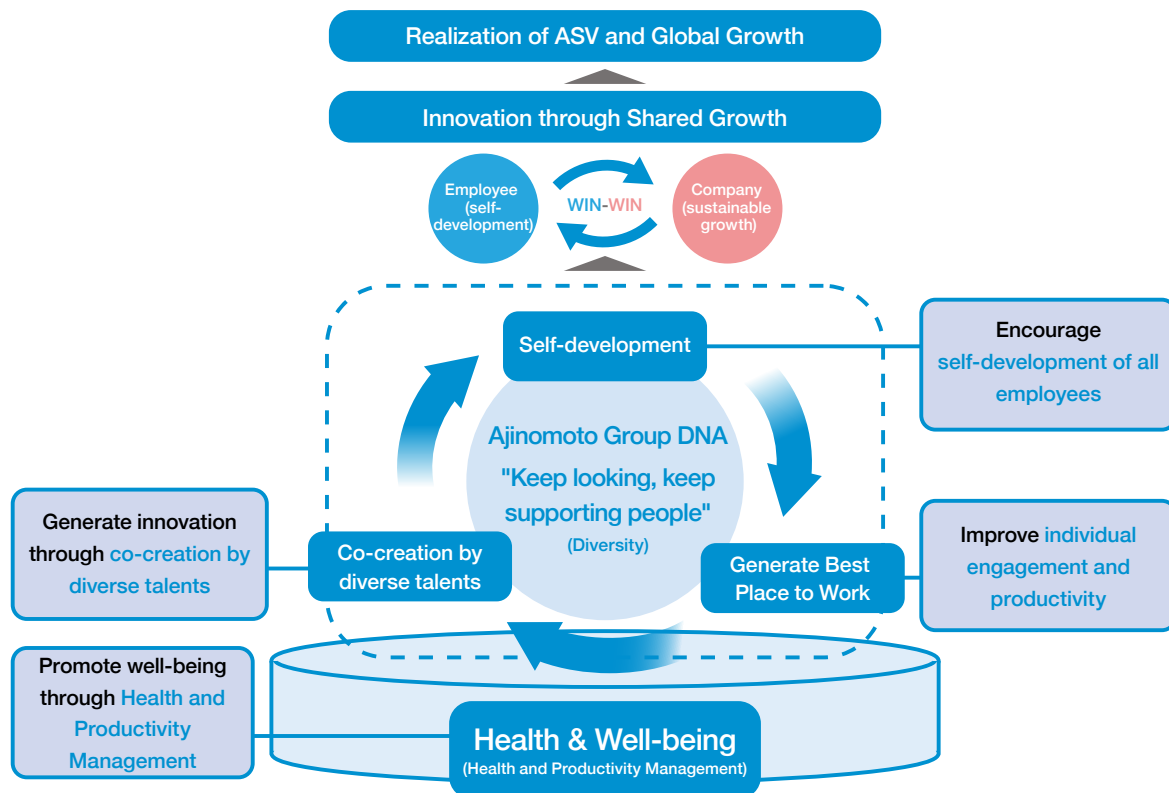 Realization of ASV and Global Growth
Innovation through Shared Growth
Employee
(self-
development)
WIN-WIN
Company
(sustainable
growth)
Self-development
Encourage
self-development of all
employees
Ajinomoto Group DNA
"Keep looking, keep
supporting people"
(Diversity)
Generate innovation
through co-creation by
diverse talents
Co-creation by
diverse talents
Generate Best
Place to Work
Improve individual
engagement and
productivity
Promote well-being
through Health and
Productivity
Management
Health & Well-being
(Health and Productivity Management)